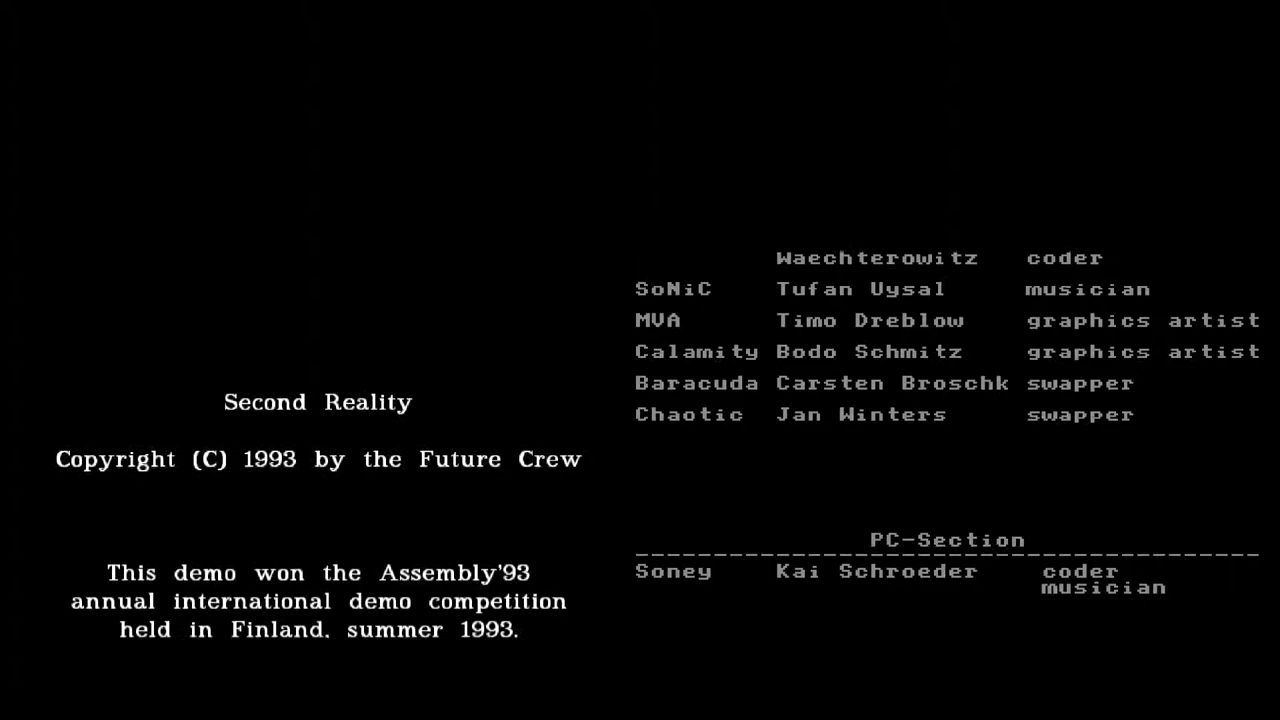 Second Reality
Copyright (C) 1993 by the Future Crew
This demo won the Assembly'93
annual international demo competition
held in Finland, summer 1993.
Waechterowitz coder
SoNiC Tufan Uysal musician
MVA Timo Dreblow graphics artist
Calamity Bodo Schmitz graphics artist
Baracuda Carsten Broschk swapper
Chaotic Jan Winters swapper
PC-Section
Soney Kai Schroeder coder
musician